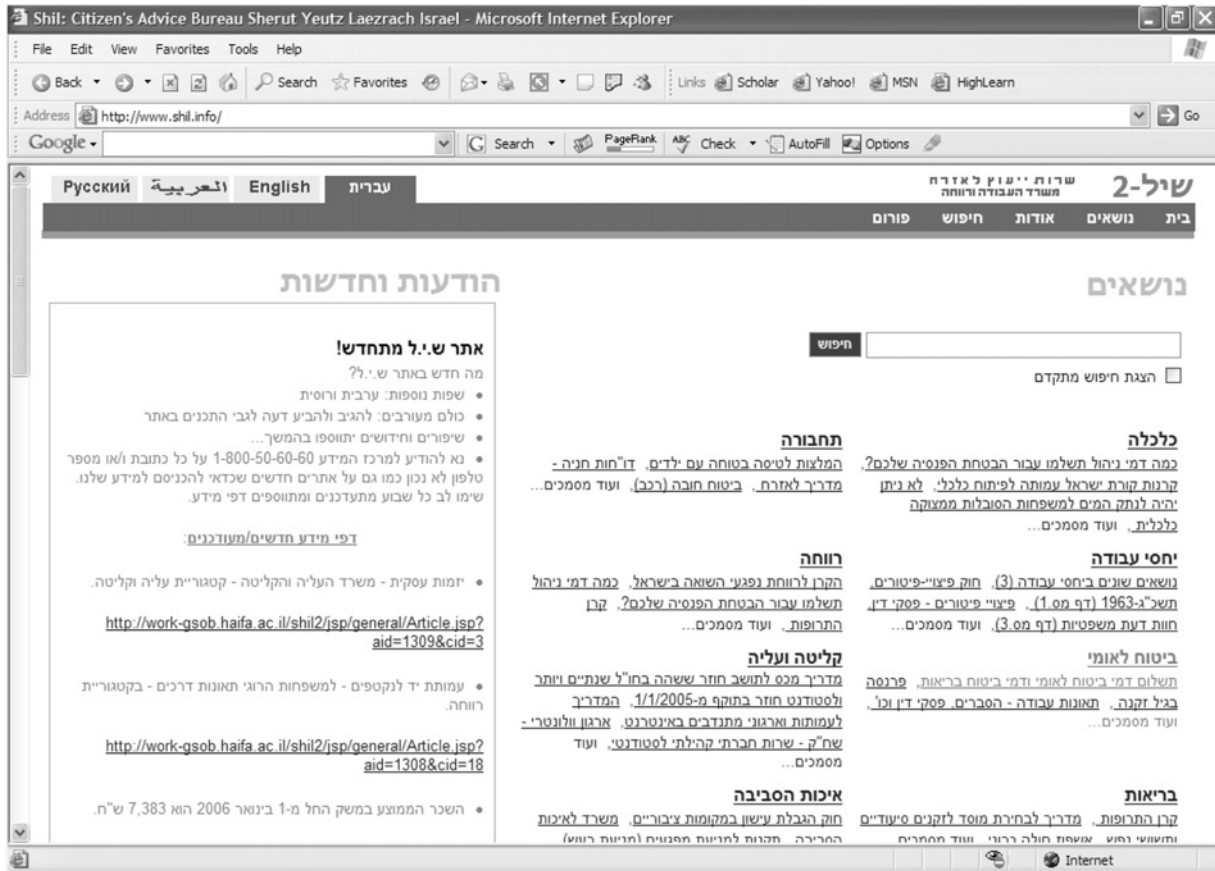 Shil: Citizen's Advice Bureau Sherut Yeutz Laezrach Israel - Microsoft Internet Explorer
File Edit View Favorites Tools Help
Back Search Favorites Links Scholar Yahoo! MSN HighLearn
Address http://www.shil.info/ Go
Google Search PageRank ABC Check AutoFill Options
שיל-2
שרות ייעוץ לאזרח
משרד העבודה והרווחה
עברית English العربية Русский
בית נושאים אודות חיפוש פורום
נושאים
חיפוש
הצגת חיפוש מתקדם
כלכלה
כמה דמי ניהול תשלמו עבור הבטחת הפנסיה שלכם?,
קרנות קורת ישראל עמותה לפיתוח כלכלי, לא ניתן
יהיה לנתק המים למשפחות הסובלות ממצוקה
כלכלית, ועוד מסמכים...
תחבורה
המלצות לטיסה בטוחה עם ילדים, דו"חות חניה -
מדריך לאזרח, ביטוח חובה (רכב), ועוד מסמכים...
יחסי עבודה
נושאים שונים ביחסי עבודה (3), חוק פיצויי-פיטורים,
תשכ"ג-1963 (דף מס.1), פיצויי פיטורים - פסקי דין,
חוות דעת משפטיות (דף מס.3), ועוד מסמכים...
רווחה
הקרן לרווחת נפגעי השואה בישראל, כמה דמי ניהול
תשלמו עבור הבטחת הפנסיה שלכם?, קרן
התרופות, ועוד מסמכים...
ביטוח לאומי
תשלום דמי ביטוח לאומי ודמי ביטוח בריאות, פרנסה
בגיל זקנה, תאונות עבודה - הסברים, פסקי דין וכו',
ועוד מסמכים...
קליטה ועליה
מדריך מכס לתושב חוזר ששהה בחו"ל שנתיים ויותר
ולסטודנט חוזר בתוקף מ-1/1/2005, המדריך
לעמותות וארגוני מתנדבים באינטרנט, ארגון וולונטרי -
שח"ק - שרות חברתי קהילתי לסטודנטי, ועוד
מסמכים...
בריאות
קרן התרופות, מדריך לבחירת מוסד לזקנים סיעודיים
ותשושי נפש, אשפוז חולה כרוני, ועוד מסמכים
איכות הסביבה
חוק הגבלת עישון במקומות ציבוריים, משרד לאיכות
הסביבה, תקנות למניעת מפגעים (מניעת רעש)
הודעות וחדשות
אתר ש.י.ל מתחדש!
מה חדש באתר ש.י.ל?
• שפות נוספות: ערבית ורוסית
• כולם מעורבים: להגיב ולהביע דעה לגבי התכנים באתר
• שיפורים וחידושים יתווספו בהמשך...
• נא להודיע למרכז המידע 1-800-50-60-60 על כל כתובת ו/או מספר
טלפון לא נכון כמו גם על אתרים חדשים שכדאי להכניסם למידע שלנו.
שימו לב כל שבוע מתעדכנים ומתווספים דפי מידע.
דפי מידע חדשים/מעודכנים:
• יזמות עסקית - משרד העליה והקליטה - קטגוריית עליה וקליטה.
http://work-gsob.haifa.ac.il/shil2/jsp/general/Article.jsp?
aid=1309&cid=3
• עמותת יד לנקטפים - למשפחות הרוגי תאונות דרכים - בקטגוריית
רווחה.
http://work-gsob.haifa.ac.il/shil2/jsp/general/Article.jsp?
aid=1308&cid=18
• השכר הממוצע במשק החל מ-1 בינואר 2006 הוא 7,383 ש"ח.
Internet